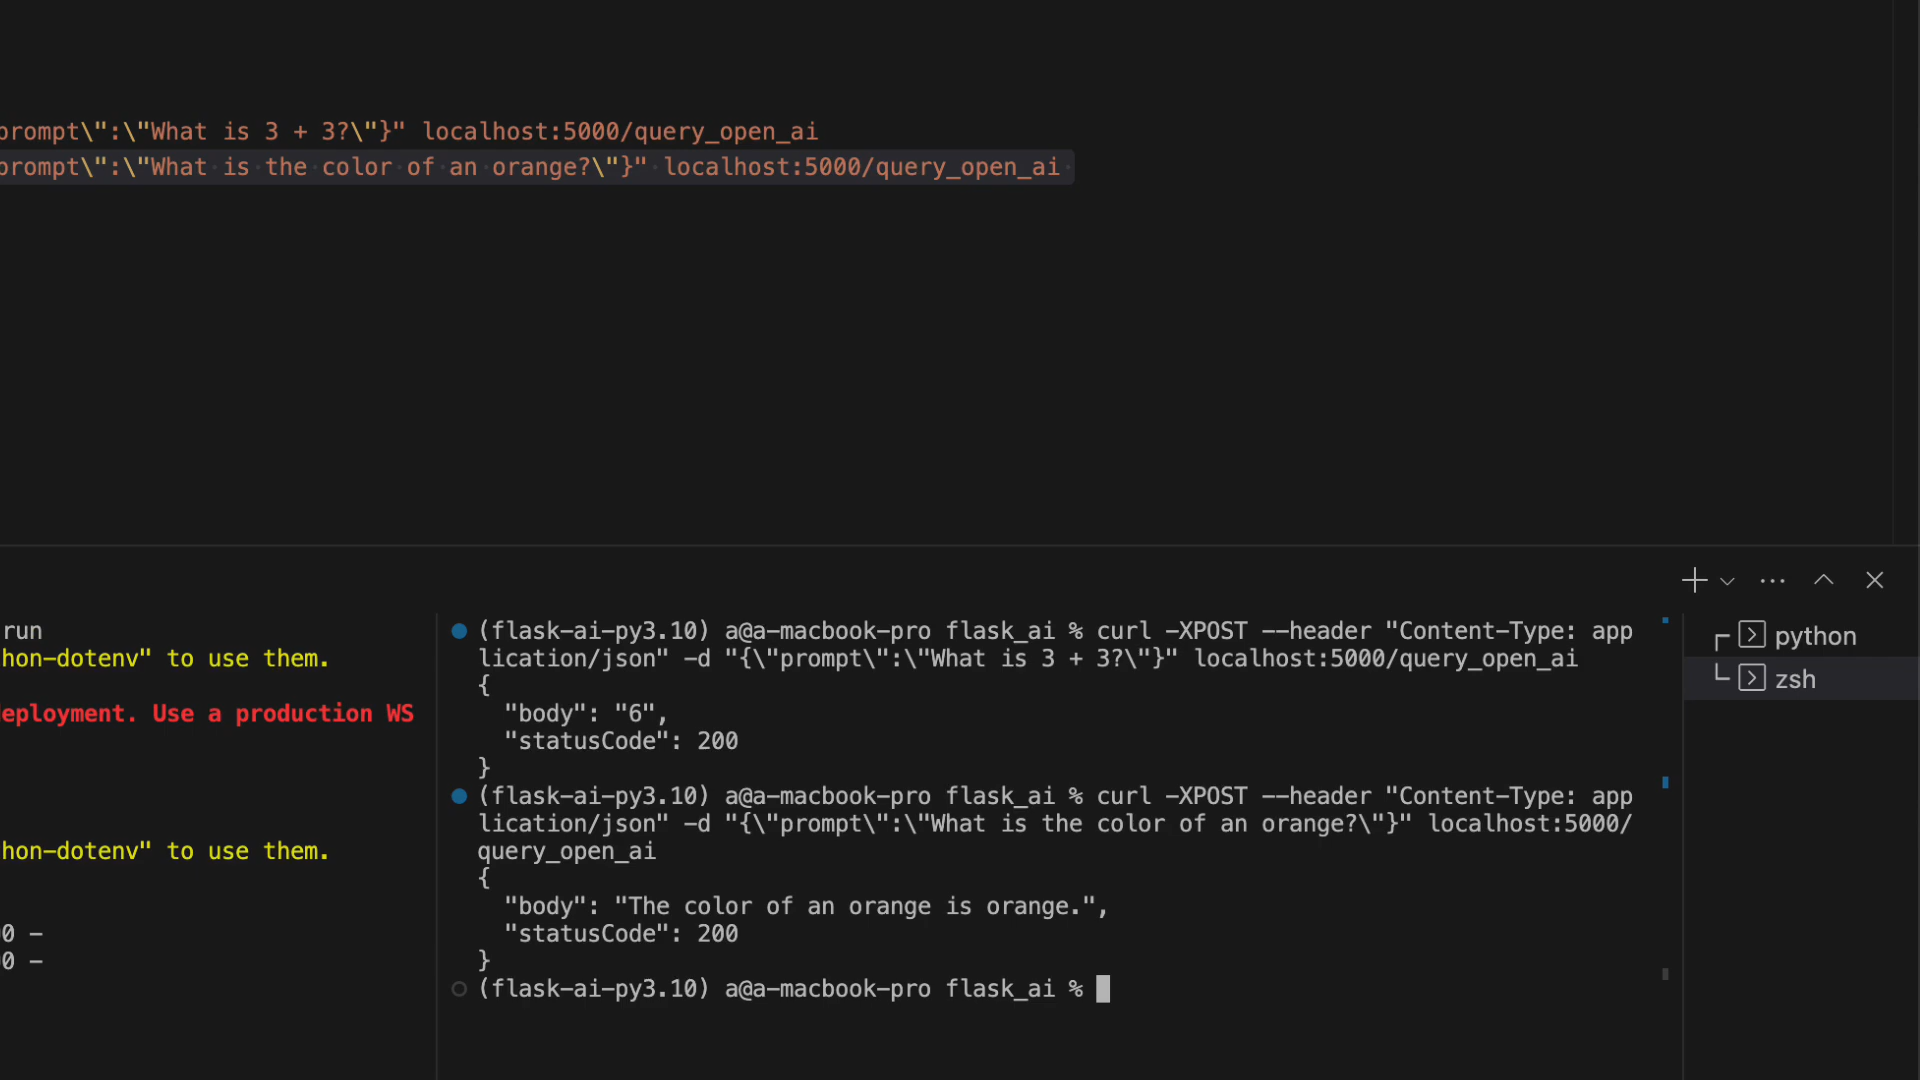 prompt\":\"What is 3 + 3?\"}" localhost:5000/query_open_ai
prompt\":\"What is the color of an orange?\"}" localhost:5000/query_open_ai
run
hon-dotenv" to use them.
eployment. Use a production WS
hon-dotenv" to use them.
0 -
0 -
(flask-ai-py3.10) a@a-macbook-pro flask_ai % curl -XPOST --header "Content-Type: app
lication/json" -d "{\"prompt\":\"What is 3 + 3?\"}" localhost:5000/query_open_ai
{
  "body": "6",
  "statusCode": 200
}
(flask-ai-py3.10) a@a-macbook-pro flask_ai % curl -XPOST --header "Content-Type: app
lication/json" -d "{\"prompt\":\"What is the color of an orange?\"}" localhost:5000/
query_open_ai
{
  "body": "The color of an orange is orange.",
  "statusCode": 200
}
(flask-ai-py3.10) a@a-macbook-pro flask_ai %
python
zsh